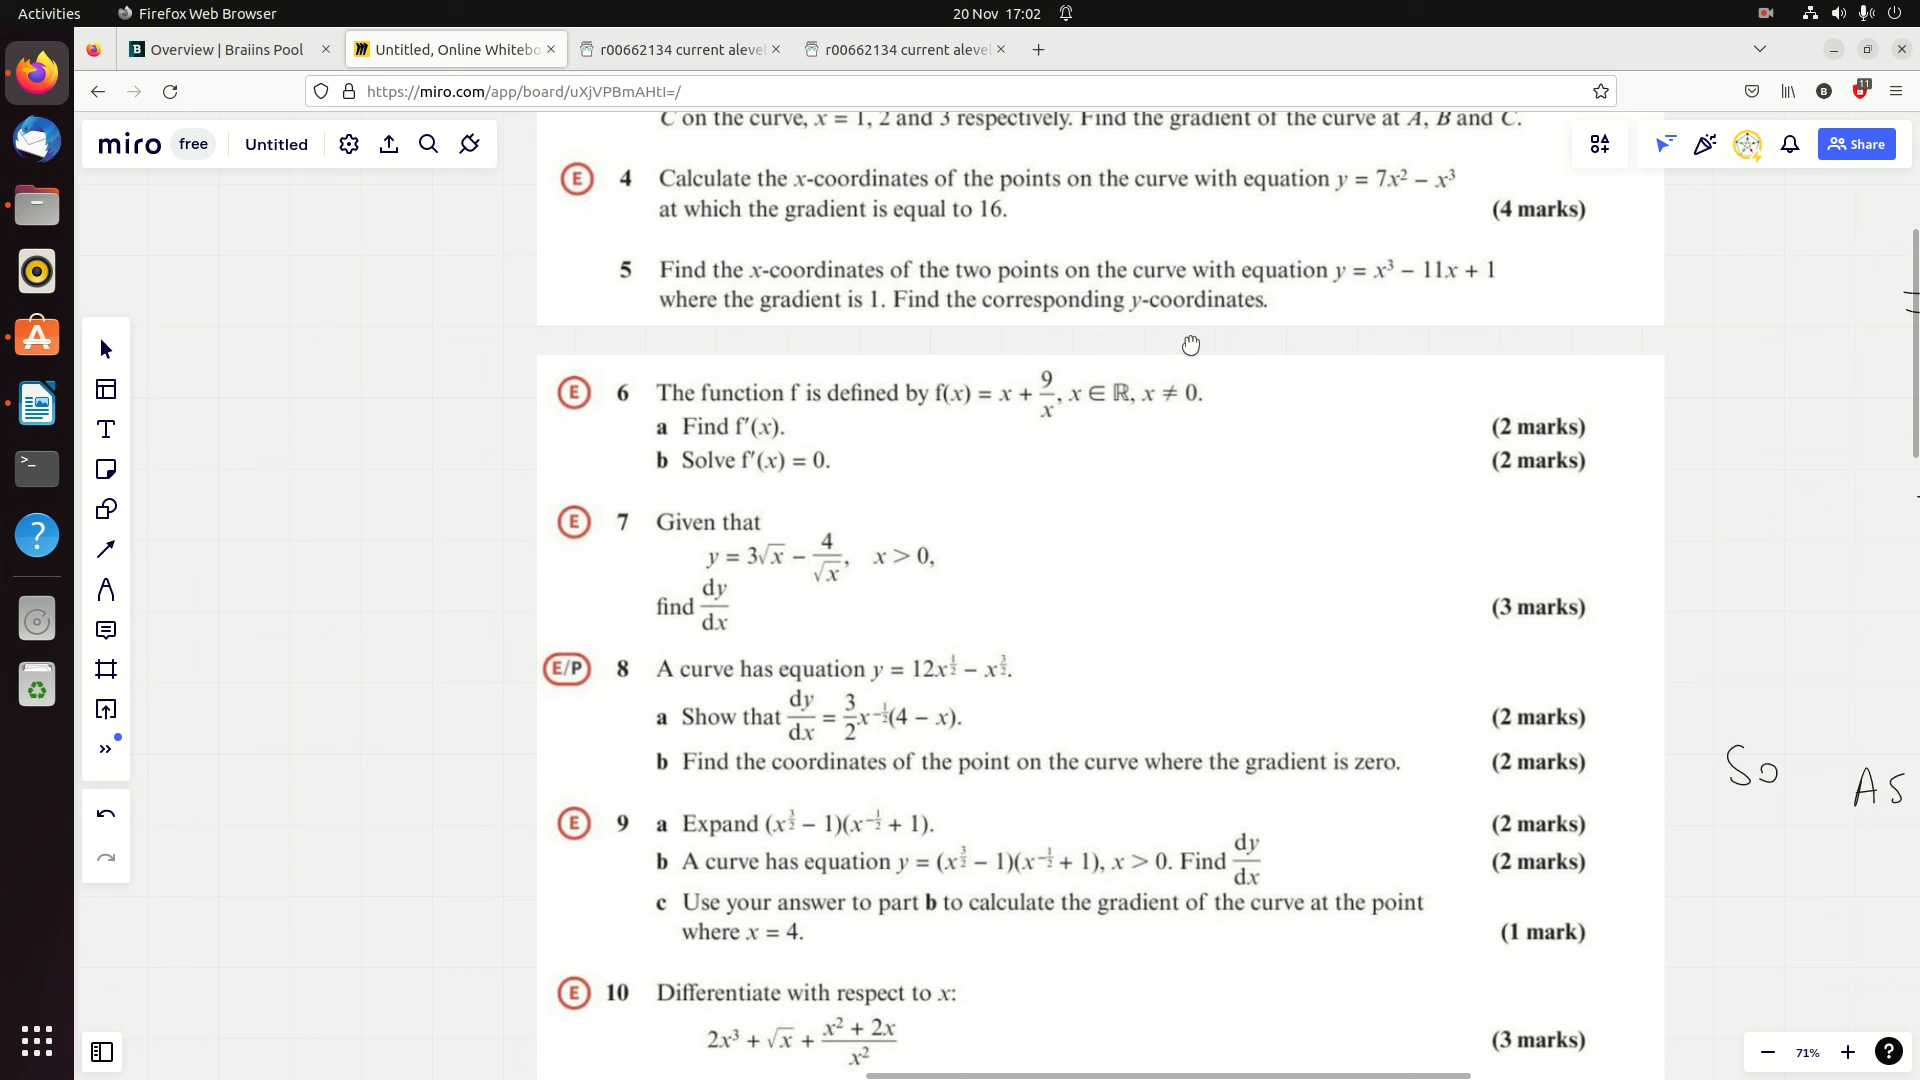 Activities Firefox Web Browser 20 Nov 17:02
Overview | Braiins Pool Untitled, Online Whitebo r00662134 current alevel r00662134 current alevel
https://miro.com/app/board/uXjVPBmAHtI=/ B 11
C on the curve, x = 1, 2 and 3 respectively. Find the gradient of the curve at A, B and C.
miro free Untitled Share
E 4 Calculate the x-coordinates of the points on the curve with equation y = 7x² – x³
at which the gradient is equal to 16. (4 marks)
5 Find the x-coordinates of the two points on the curve with equation y = x³ – 11x + 1
where the gradient is 1. Find the corresponding y-coordinates.
E 6 The function f is defined by f(x) = x + 9/x, x ∈ ℝ, x ≠ 0.
a Find f′(x). (2 marks)
b Solve f′(x) = 0. (2 marks)
E 7 Given that
y = 3√x – 4/√x, x > 0,
find dy/dx (3 marks)
E/P 8 A curve has equation y = 12x^(1/2) – x^(3/2).
a Show that dy/dx = 3/2 x^(–1/2)(4 – x). (2 marks)
b Find the coordinates of the point on the curve where the gradient is zero. (2 marks)
So AS
E 9 a Expand (x^(3/2) – 1)(x^(–1/2) + 1). (2 marks)
b A curve has equation y = (x^(3/2) – 1)(x^(–1/2) + 1), x > 0. Find dy/dx (2 marks)
c Use your answer to part b to calculate the gradient of the curve at the point
where x = 4. (1 mark)
E 10 Differentiate with respect to x:
2x³ + √x + (x² + 2x)/x² (3 marks)
71%